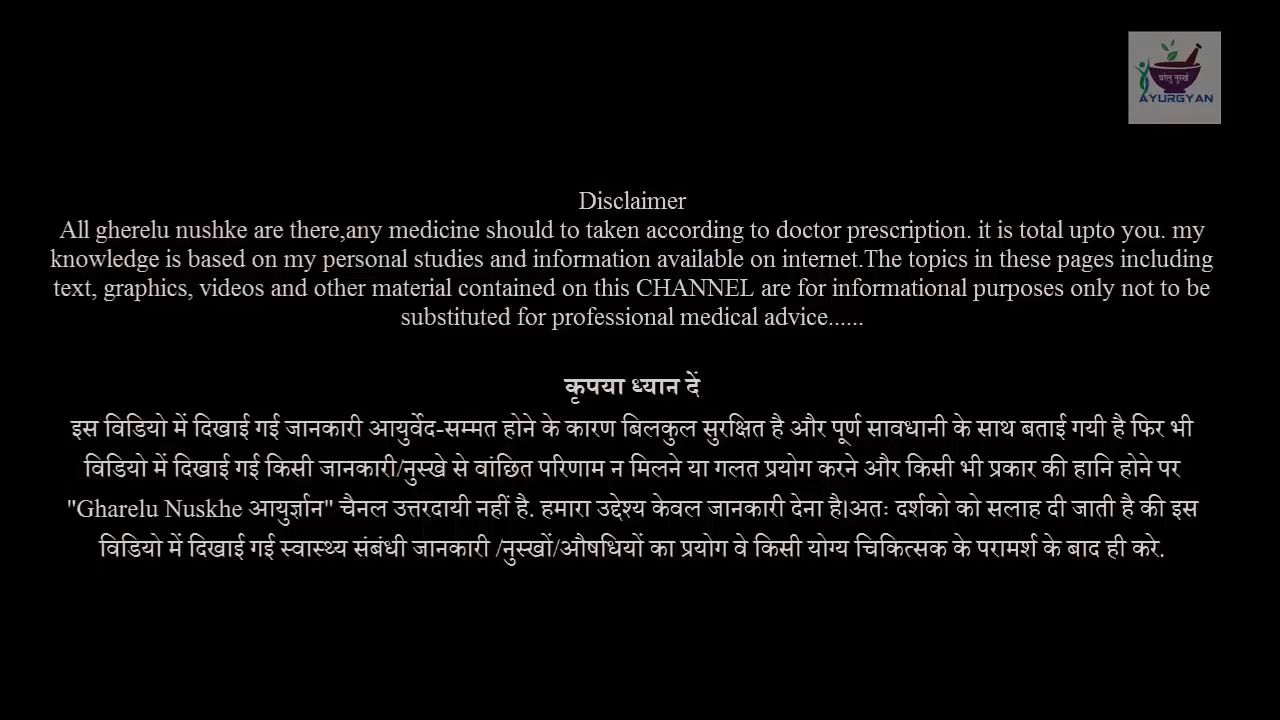 घरेलू नुस्खे
AYURGYAN
Disclaimer
All gherelu nushke are there,any medicine should to taken according to doctor prescription. it is total upto you. my
knowledge is based on my personal studies and information available on internet.The topics in these pages including
text, graphics, videos and other material contained on this CHANNEL are for informational purposes only not to be
substituted for professional medical advice......
कृपया ध्यान दें
इस विडियो में दिखाई गई जानकारी आयुर्वेद-सम्मत होने के कारण बिलकुल सुरक्षित है और पूर्ण सावधानी के साथ बताई गयी है फिर भी
विडियो में दिखाई गई किसी जानकारी/नुस्खे से वांछित परिणाम न मिलने या गलत प्रयोग करने और किसी भी प्रकार की हानि होने पर
"Gharelu Nuskhe आयुर्ज्ञान" चैनल उत्तरदायी नहीं है. हमारा उद्देश्य केवल जानकारी देना है।अतः दर्शको को सलाह दी जाती है की इस
विडियो में दिखाई गई स्वास्थ्य संबंधी जानकारी /नुस्खों/औषधियों का प्रयोग वे किसी योग्य चिकित्सक के परामर्श के बाद ही करे.